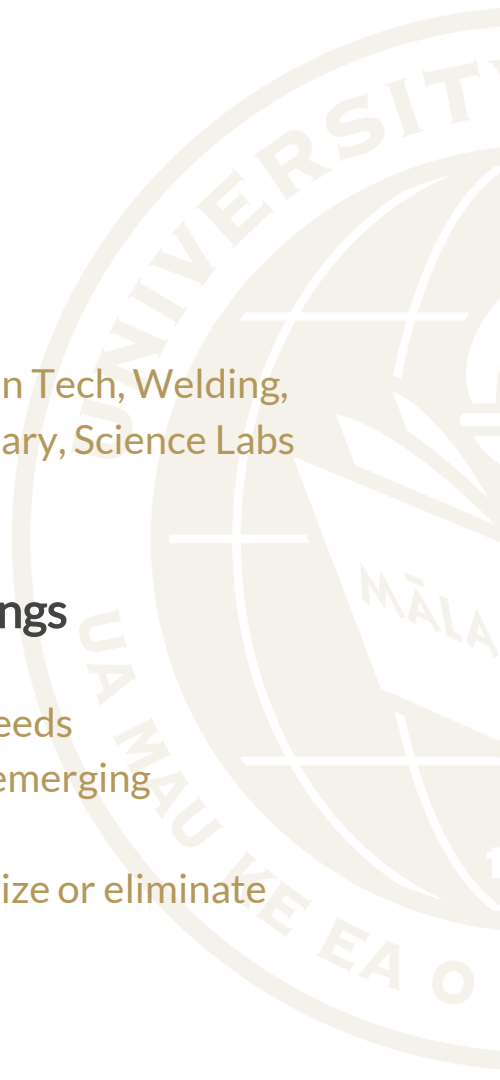 UNIVERSITY
n Tech, Welding,
ary, Science Labs
MĀLA
ngs
eeds
emerging
ize or eliminate
UA MAU KE EA O